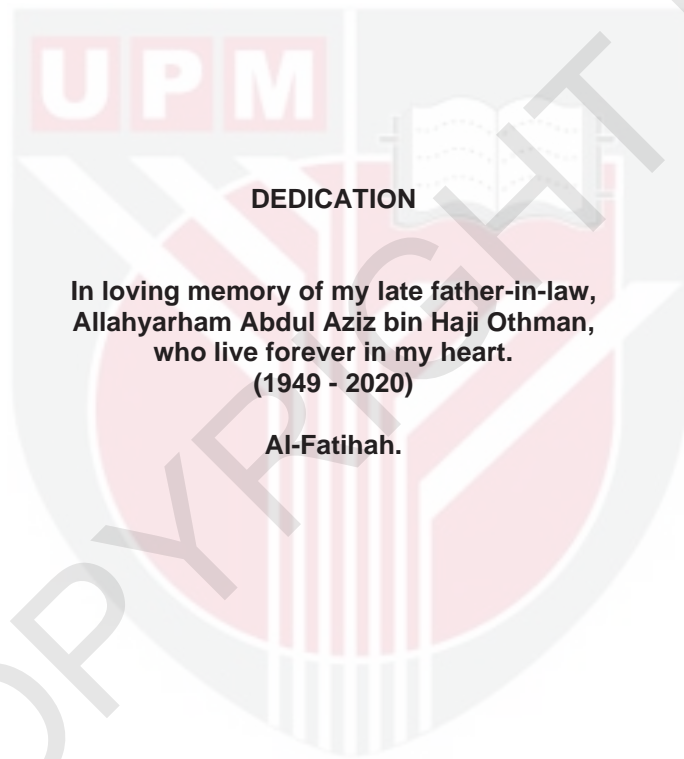 UPM
DEDICATION
In loving memory of my late father-in-law,
Allahyarham Abdul Aziz bin Haji Othman,
who live forever in my heart.
(1949 - 2020)
Al-Fatihah.
OPYRIGHT